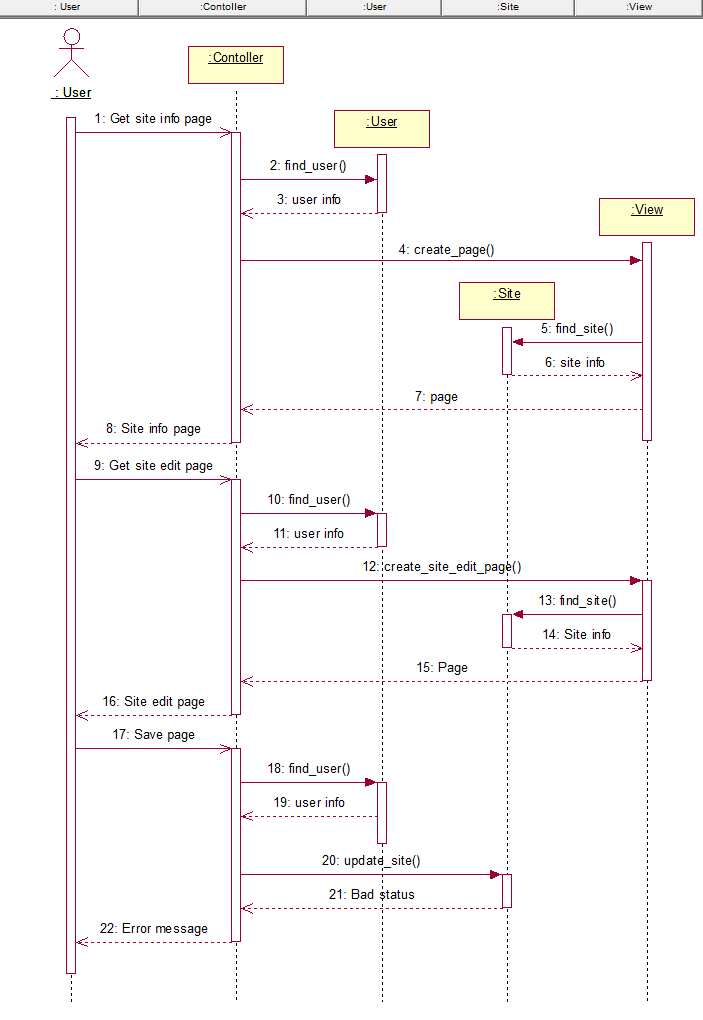 : User
:Contoller
:User
:Site
:View
:Contoller
: User
1: Get site info page
:User
2: find_user()
3: user info
:View
4: create_page()
:Site
5: find_site()
6: site info
7: page
8: Site info page
9: Get site edit page
10: find_user()
11: user info
12: create_site_edit_page()
13: find_site()
14: Site info
15: Page
16: Site edit page
17: Save page
18: find_user()
19: user info
20: update_site()
21: Bad status
22: Error message